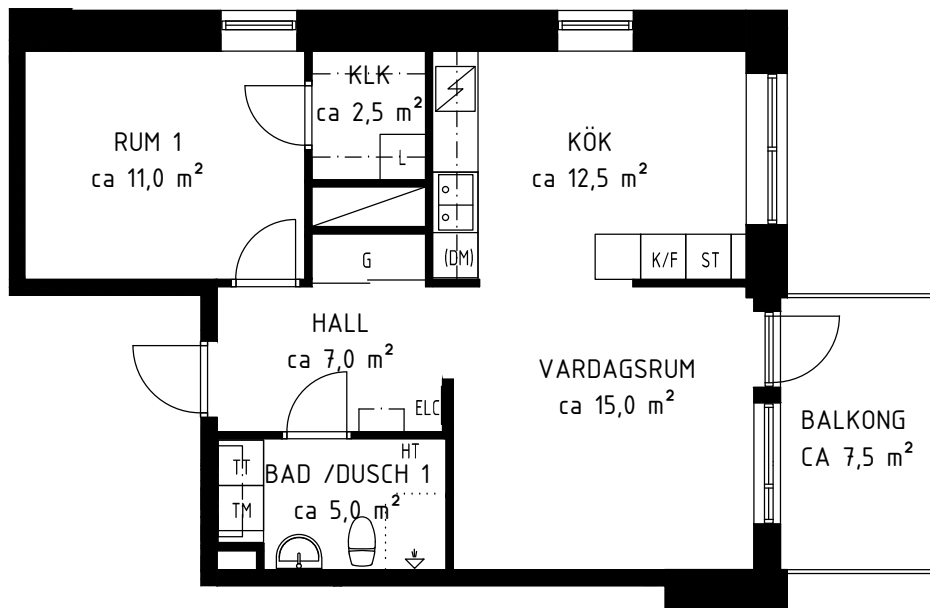 RUM 1
ca 11,0 m²
KLK
ca 2,5 m²
L
KÖK
ca 12,5 m²
G
(DM)
K/F
ST
HALL
ca 7,0 m²
ELC
VARDAGSRUM
ca 15,0 m²
BALKONG
CA 7,5 m²
HT
TT
BAD /DUSCH 1
ca 5,0 m²
TM